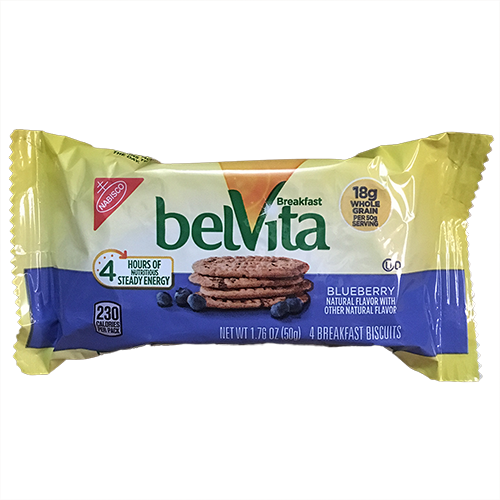 NABISCO
Breakfast
belVita
18g
WHOLE
GRAIN
PER 50g
SERVING
4 HOURS OF
NUTRITIOUS
STEADY ENERGY
U D
BLUEBERRY
NATURAL FLAVOR WITH
OTHER NATURAL FLAVOR
230
CALORIES
PER PACK
NET WT 1.76 OZ (50g) 4 BREAKFAST BISCUITS